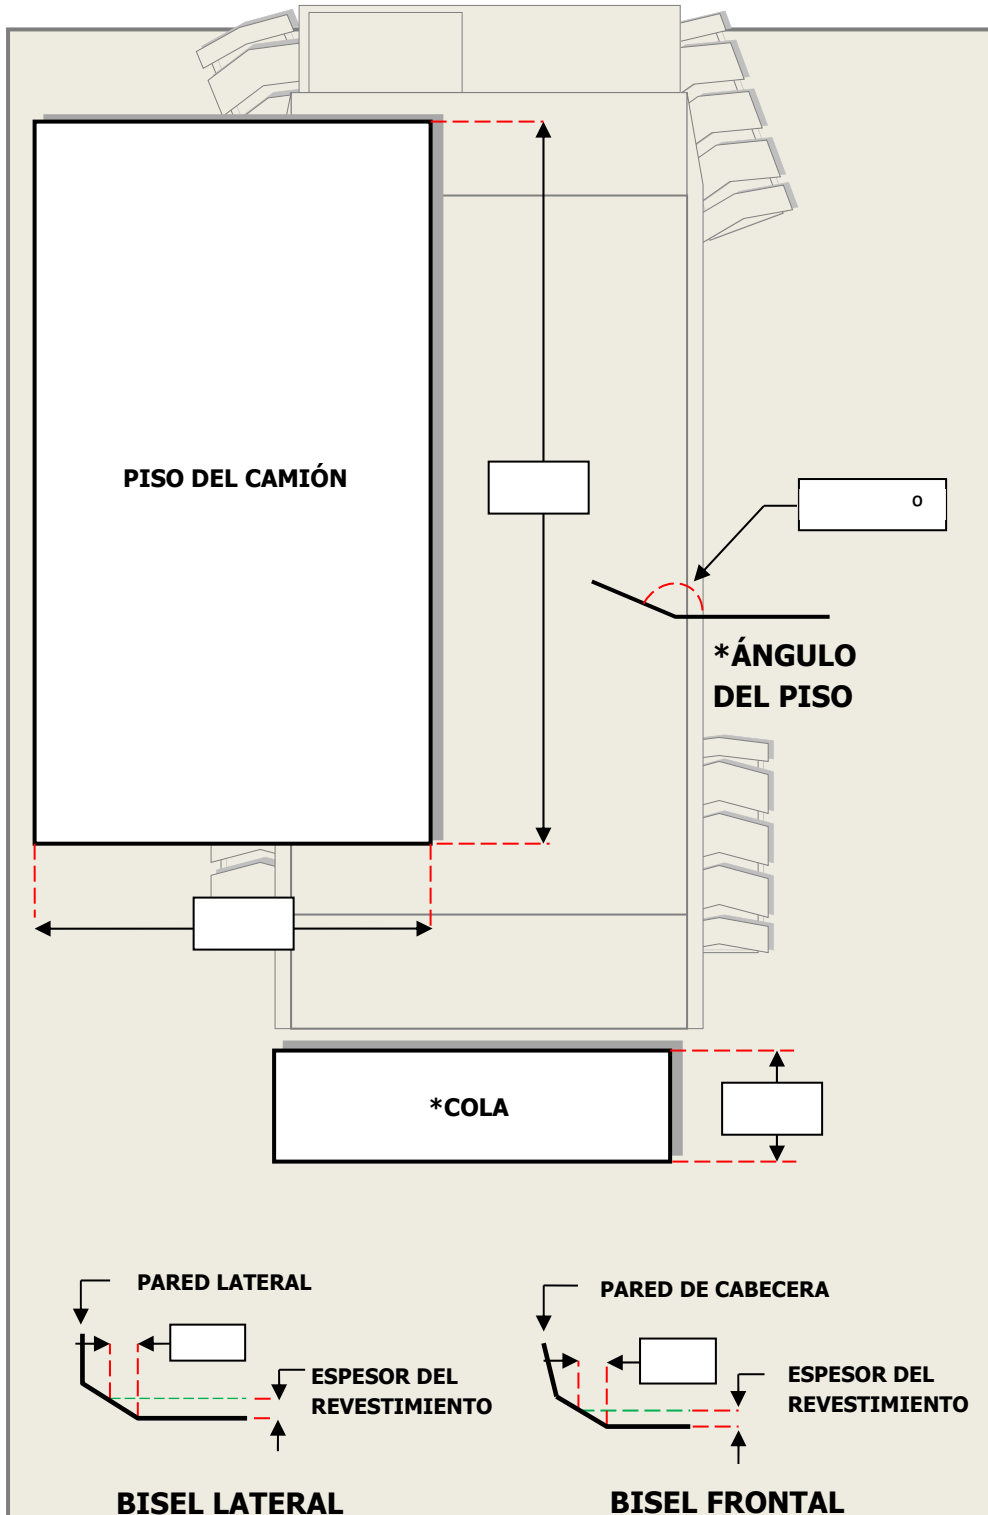 PISO DEL CAMIÓN
o
*ÁNGULO
DEL PISO
*COLA
PARED LATERAL
ESPESOR DEL
REVESTIMIENTO
BISEL LATERAL
PARED DE CABECERA
ESPESOR DEL
REVESTIMIENTO
BISEL FRONTAL